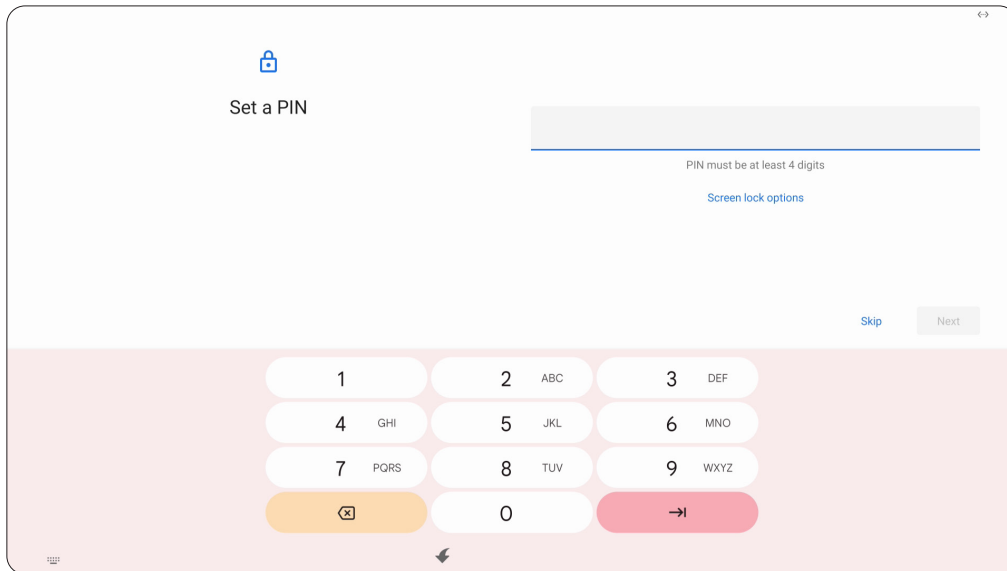 Set a PIN
PIN must be at least 4 digits
Screen lock options
Skip Next
1 2 ABC 3 DEF
4 GHI 5 JKL 6 MNO
7 PQRS 8 TUV 9 WXYZ
0